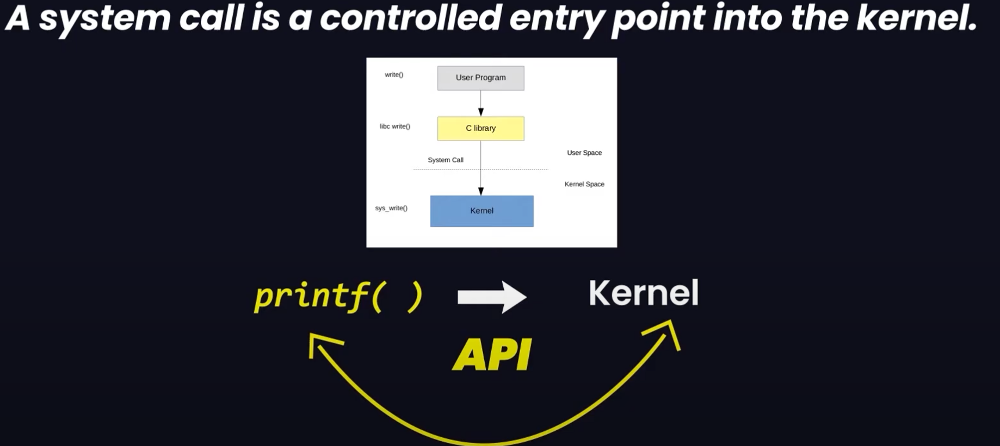 A system call is a controlled entry point into the kernel.
write()
User Program
libc write()
C library
User Space
System Call
Kernel Space
sys_write()
Kernel
printf( )
Kernel
API